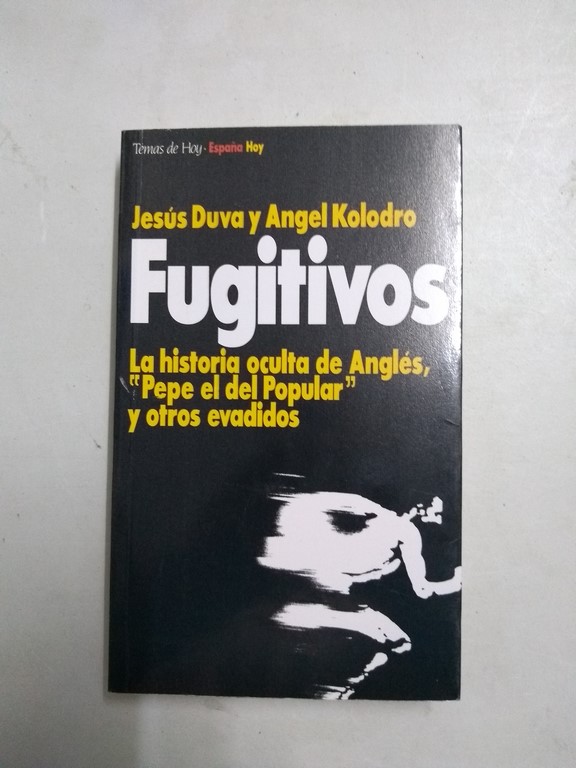 Temas de Hoy · España Hoy
Jesús Duva y Angel Kolodro
Fugitivos
La historia oculta de Anglés,
"Pepe el del Popular"
y otros evadidos